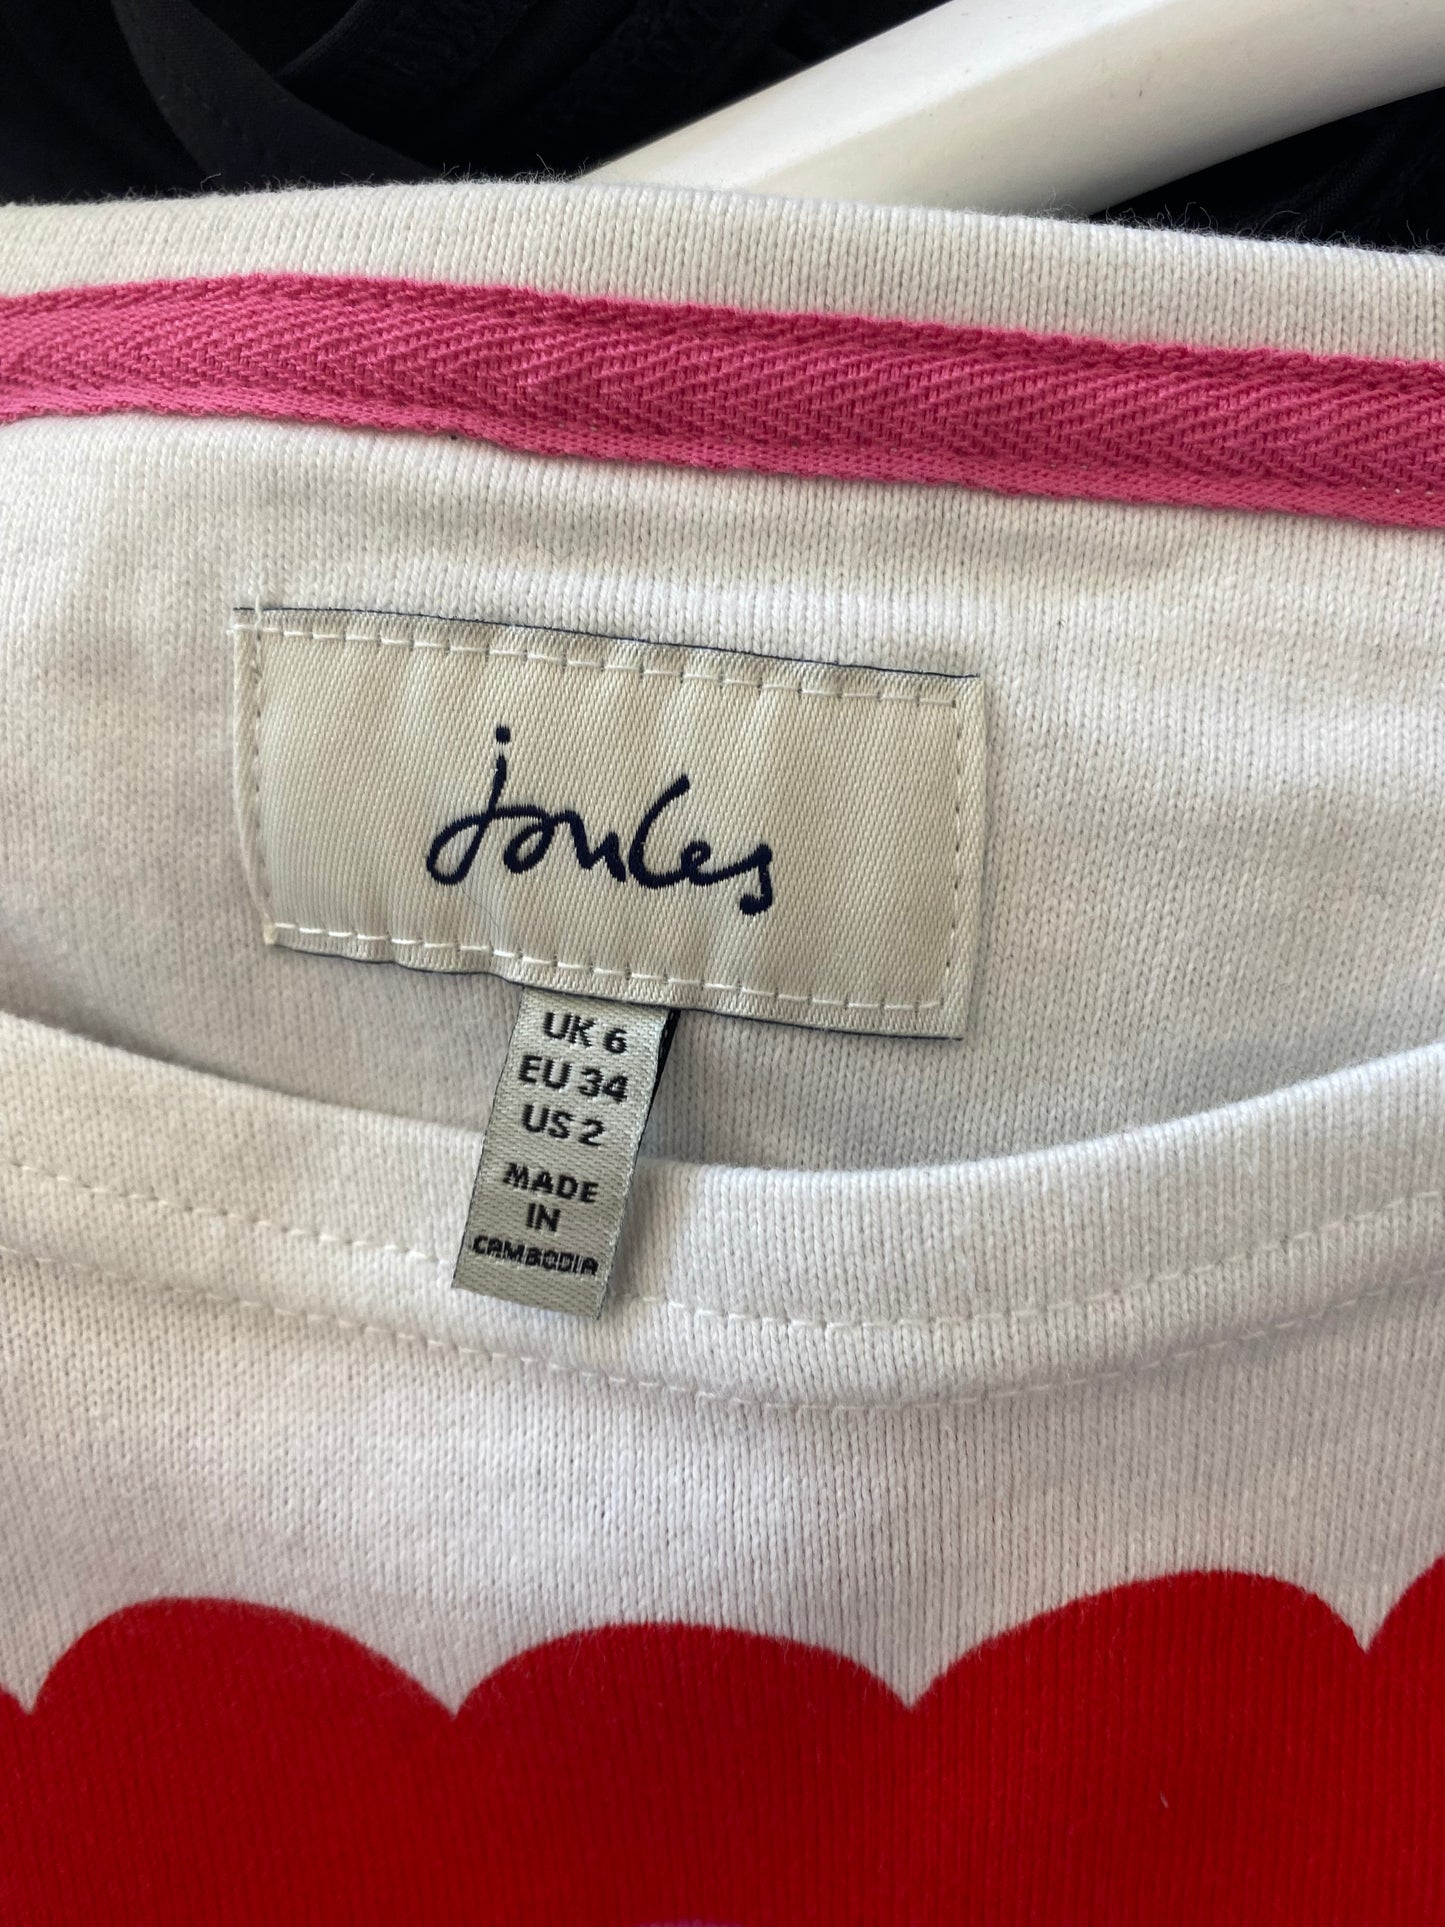 joules
UK 6
EU 34
US 2
MADE
IN
CAMBODIA